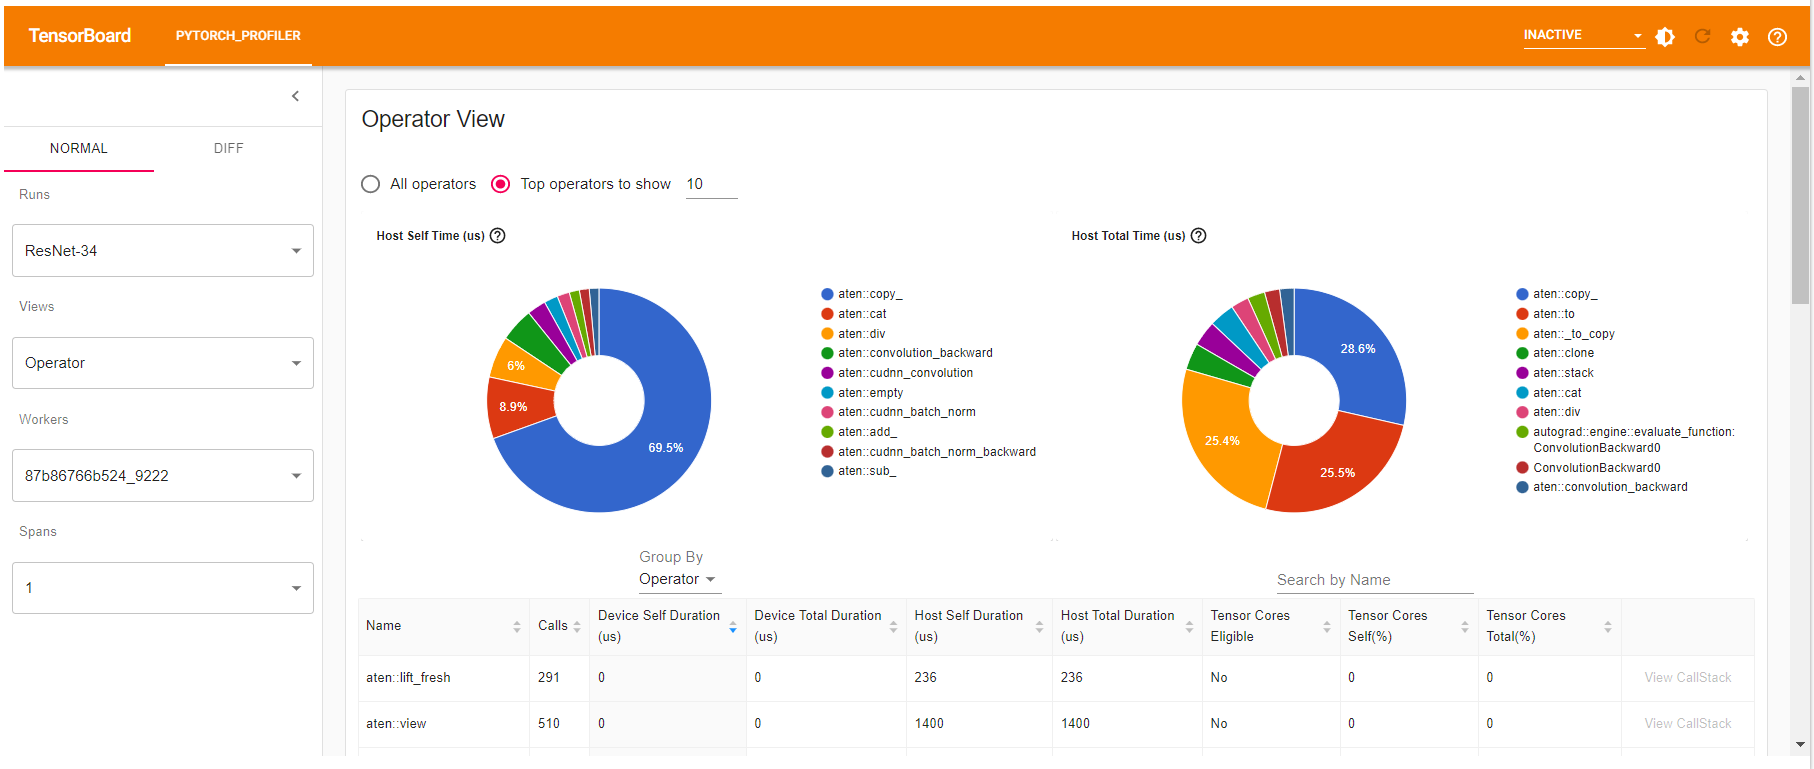 TensorBoard
PYTORCH_PROFILER
INACTIVE
NORMAL
DIFF
Runs
ResNet-34
Views
Operator
Workers
87b86766b524_9222
Spans
1
Operator View
All operators
Top operators to show
10
Host Self Time (us)
69.5%
8.9%
6%
aten::copy_
aten::cat
aten::div
aten::convolution_backward
aten::cudnn_convolution
aten::empty
aten::cudnn_batch_norm
aten::add_
aten::cudnn_batch_norm_backward
aten::sub_
Host Total Time (us)
28.6%
25.5%
25.4%
aten::copy_
aten::to
aten::_to_copy
aten::clone
aten::stack
aten::cat
aten::div
autograd::engine::evaluate_function:
ConvolutionBackward0
ConvolutionBackward0
aten::convolution_backward
Group By
Operator
Search by Name
Name
Calls
Device Self Duration
(us)
Device Total Duration
(us)
Host Self Duration
(us)
Host Total Duration
(us)
Tensor Cores
Eligible
Tensor Cores
Self(%)
Tensor Cores
Total(%)
aten::lift_fresh 291 0 0 236 236 No 0 0 View CallStack
aten::view 510 0 0 1400 1400 No 0 0 View CallStack